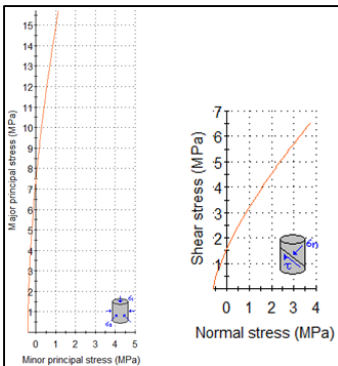 Major principal stress (MPa)
15
14
13
12
11
10
9
8
7
6
5
4
3
2
1
0 1 2 3 4 5
Minor principal stress (MPa)
σ1
Shear stress (MPa)
7
6
5
4
3
2
1
0 1 2 3 4
Normal stress (MPa)
σn
τ